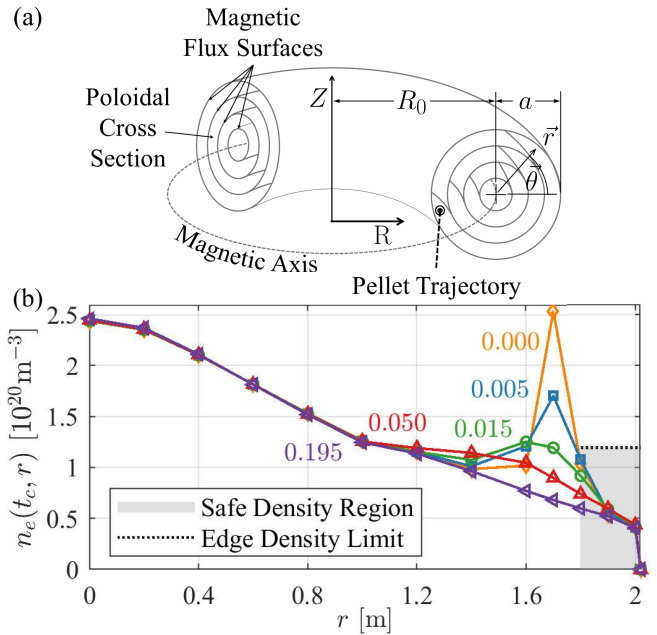 (a)
Magnetic
Flux Surfaces
Poloidal
Cross
Section
Z
R₀
a
r⃗
θ⃗
R
Magnetic Axis
Pellet Trajectory
(b)
nₑ(t_c, r) [10²⁰m⁻³]
2.5
2
1.5
1
0.5
0
0.000
0.005
0.050
0.015
0.195
Safe Density Region
Edge Density Limit
0
0.4
0.8
1.2
1.6
2
r [m]